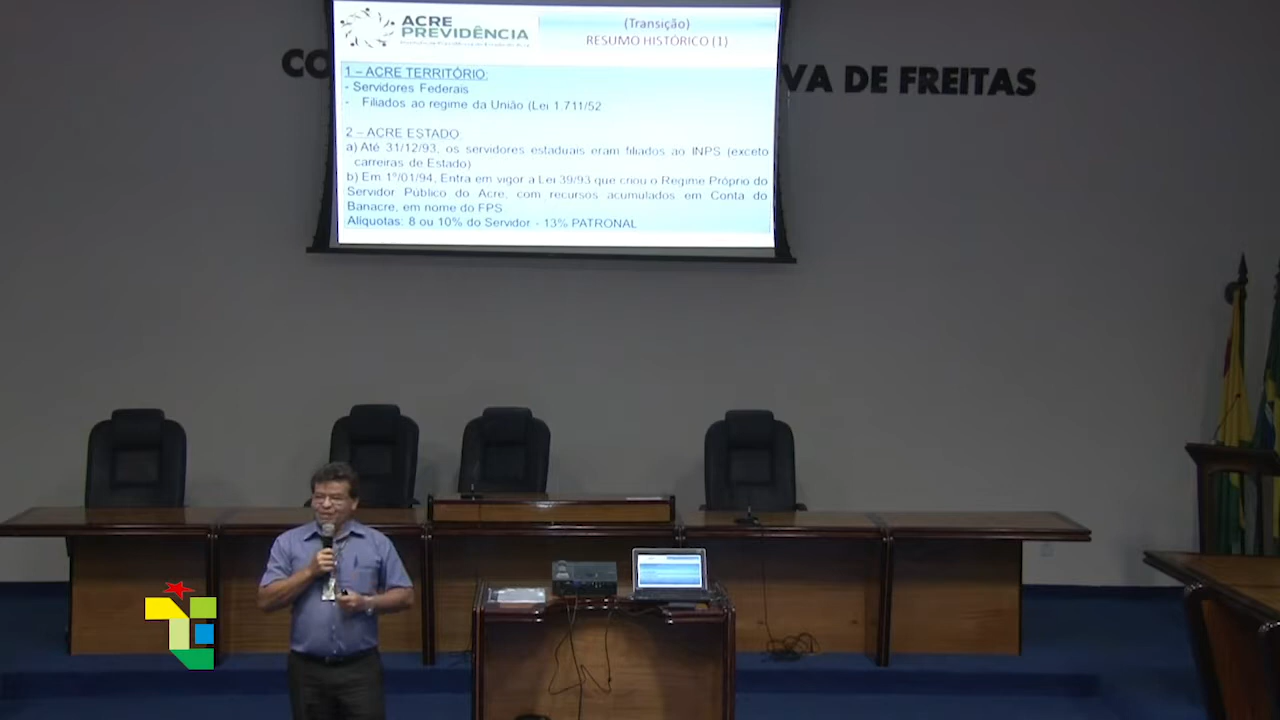 ACRE
PREVIDÊNCIA
(Transição)
RESUMO HISTÓRICO (1)
CO
VA DE FREITAS
1 – ACRE TERRITÓRIO:
- Servidores Federais
- Filiados ao regime da União (Lei 1.711/52
2 – ACRE ESTADO
a) Até 31/12/93, os servidores estaduais eram filiados ao INPS (exceto
carreiras de Estado)
b) Em 1º/01/94, Entra em vigor a Lei 39/93 que criou o Regime Próprio do
Servidor Público do Acre, com recursos acumulados em Conta do
Banacre, em nome do FPS
Alíquotas: 8 ou 10% do Servidor - 13% PATRONAL